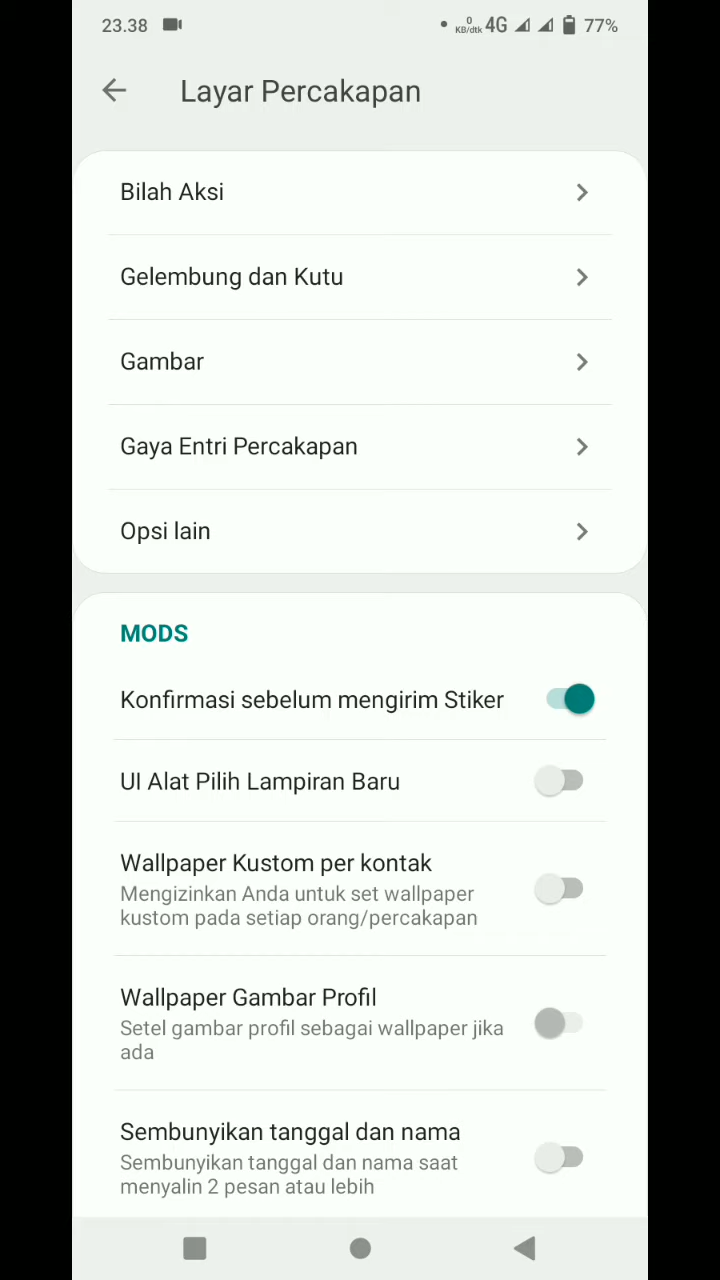 23.38
0
KB/dtk
4G
77%
Layar Percakapan
Bilah Aksi
Gelembung dan Kutu
Gambar
Gaya Entri Percakapan
Opsi lain
MODS
Konfirmasi sebelum mengirim Stiker
UI Alat Pilih Lampiran Baru
Wallpaper Kustom per kontak
Mengizinkan Anda untuk set wallpaper
kustom pada setiap orang/percakapan
Wallpaper Gambar Profil
Setel gambar profil sebagai wallpaper jika
ada
Sembunyikan tanggal dan nama
Sembunyikan tanggal dan nama saat
menyalin 2 pesan atau lebih